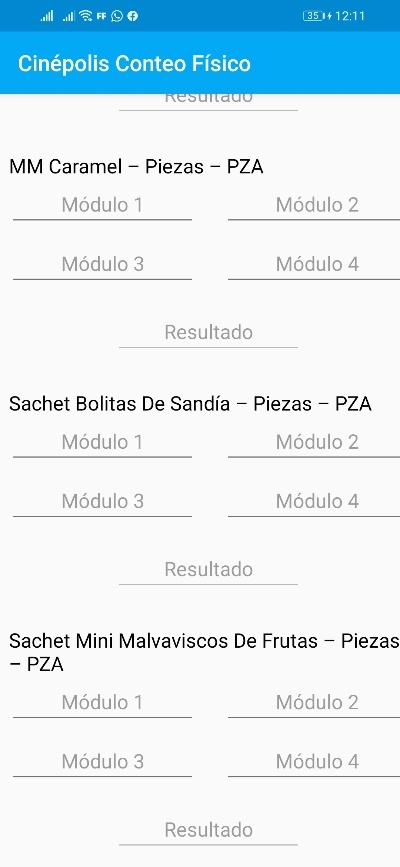 FF 35 12:11
Cinépolis Conteo Físico
Resultado
MM Caramel – Piezas – PZA
Módulo 1 Módulo 2
Módulo 3 Módulo 4
Resultado
Sachet Bolitas De Sandía – Piezas – PZA
Módulo 1 Módulo 2
Módulo 3 Módulo 4
Resultado
Sachet Mini Malvaviscos De Frutas – Piezas
– PZA
Módulo 1 Módulo 2
Módulo 3 Módulo 4
Resultado